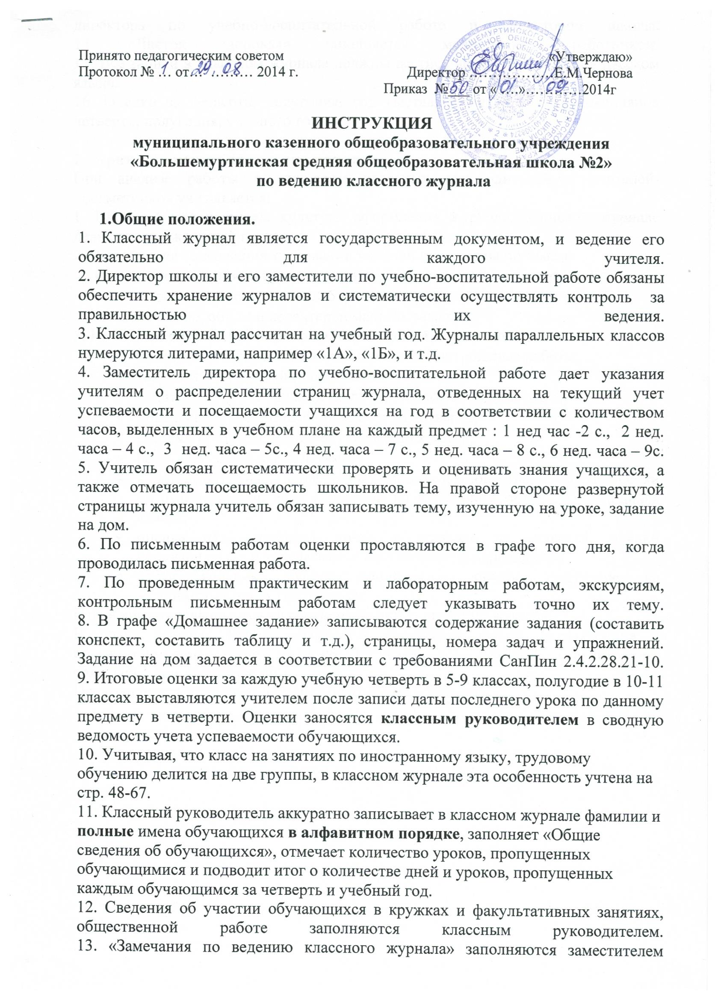 Принято педагогическим советом
Протокол № 1 от 29.08 2014 г.
«Утверждаю»
Директор ....................Е.М.Чернова
Приказ №50 от « 01 » 09 2014г
ИНСТРУКЦИЯ
муниципального казенного общеобразовательного учреждения
«Большемуртинская средняя общеобразовательная школа №2»
по ведению классного журнала
1.Общие положения.
1. Классный журнал является государственным документом, и ведение его
обязательно для каждого учителя.
2. Директор школы и его заместители по учебно-воспитательной работе обязаны
обеспечить хранение журналов и систематически осуществлять контроль за
правильностью их ведения.
3. Классный журнал рассчитан на учебный год. Журналы параллельных классов
нумеруются литерами, например «1А», «1Б», и т.д.
4. Заместитель директора по учебно-воспитательной работе дает указания
учителям о распределении страниц журнала, отведенных на текущий учет
успеваемости и посещаемости учащихся на год в соответствии с количеством
часов, выделенных в учебном плане на каждый предмет : 1 нед час -2 с., 2 нед.
часа – 4 с., 3 нед. часа – 5с., 4 нед. часа – 7 с., 5 нед. часа – 8 с., 6 нед. часа – 9с.
5. Учитель обязан систематически проверять и оценивать знания учащихся, а
также отмечать посещаемость школьников. На правой стороне развернутой
страницы журнала учитель обязан записывать тему, изученную на уроке, задание
на дом.
6. По письменным работам оценки проставляются в графе того дня, когда
проводилась письменная работа.
7. По проведенным практическим и лабораторным работам, экскурсиям,
контрольным письменным работам следует указывать точно их тему.
8. В графе «Домашнее задание» записываются содержание задания (составить
конспект, составить таблицу и т.д.), страницы, номера задач и упражнений.
Задание на дом задается в соответствии с требованиями СанПин 2.4.2.28.21-10.
9. Итоговые оценки за каждую учебную четверть в 5-9 классах, полугодие в 10-11
классах выставляются учителем после записи даты последнего урока по данному
предмету в четверти. Оценки заносятся классным руководителем в сводную
ведомость учета успеваемости обучающихся.
10. Учитывая, что класс на занятиях по иностранному языку, трудовому
обучению делится на две группы, в классном журнале эта особенность учтена на
стр. 48-67.
11. Классный руководитель аккуратно записывает в классном журнале фамилии и
полные имена обучающихся в алфавитном порядке, заполняет «Общие
сведения об обучающихся», отмечает количество уроков, пропущенных
обучающимися и подводит итог о количестве дней и уроков, пропущенных
каждым обучающимся за четверть и учебный год.
12. Сведения об участии обучающихся в кружках и факультативных занятиях,
общественной работе заполняются классным руководителем.
13. «Замечания по ведению классного журнала» заполняются заместителем